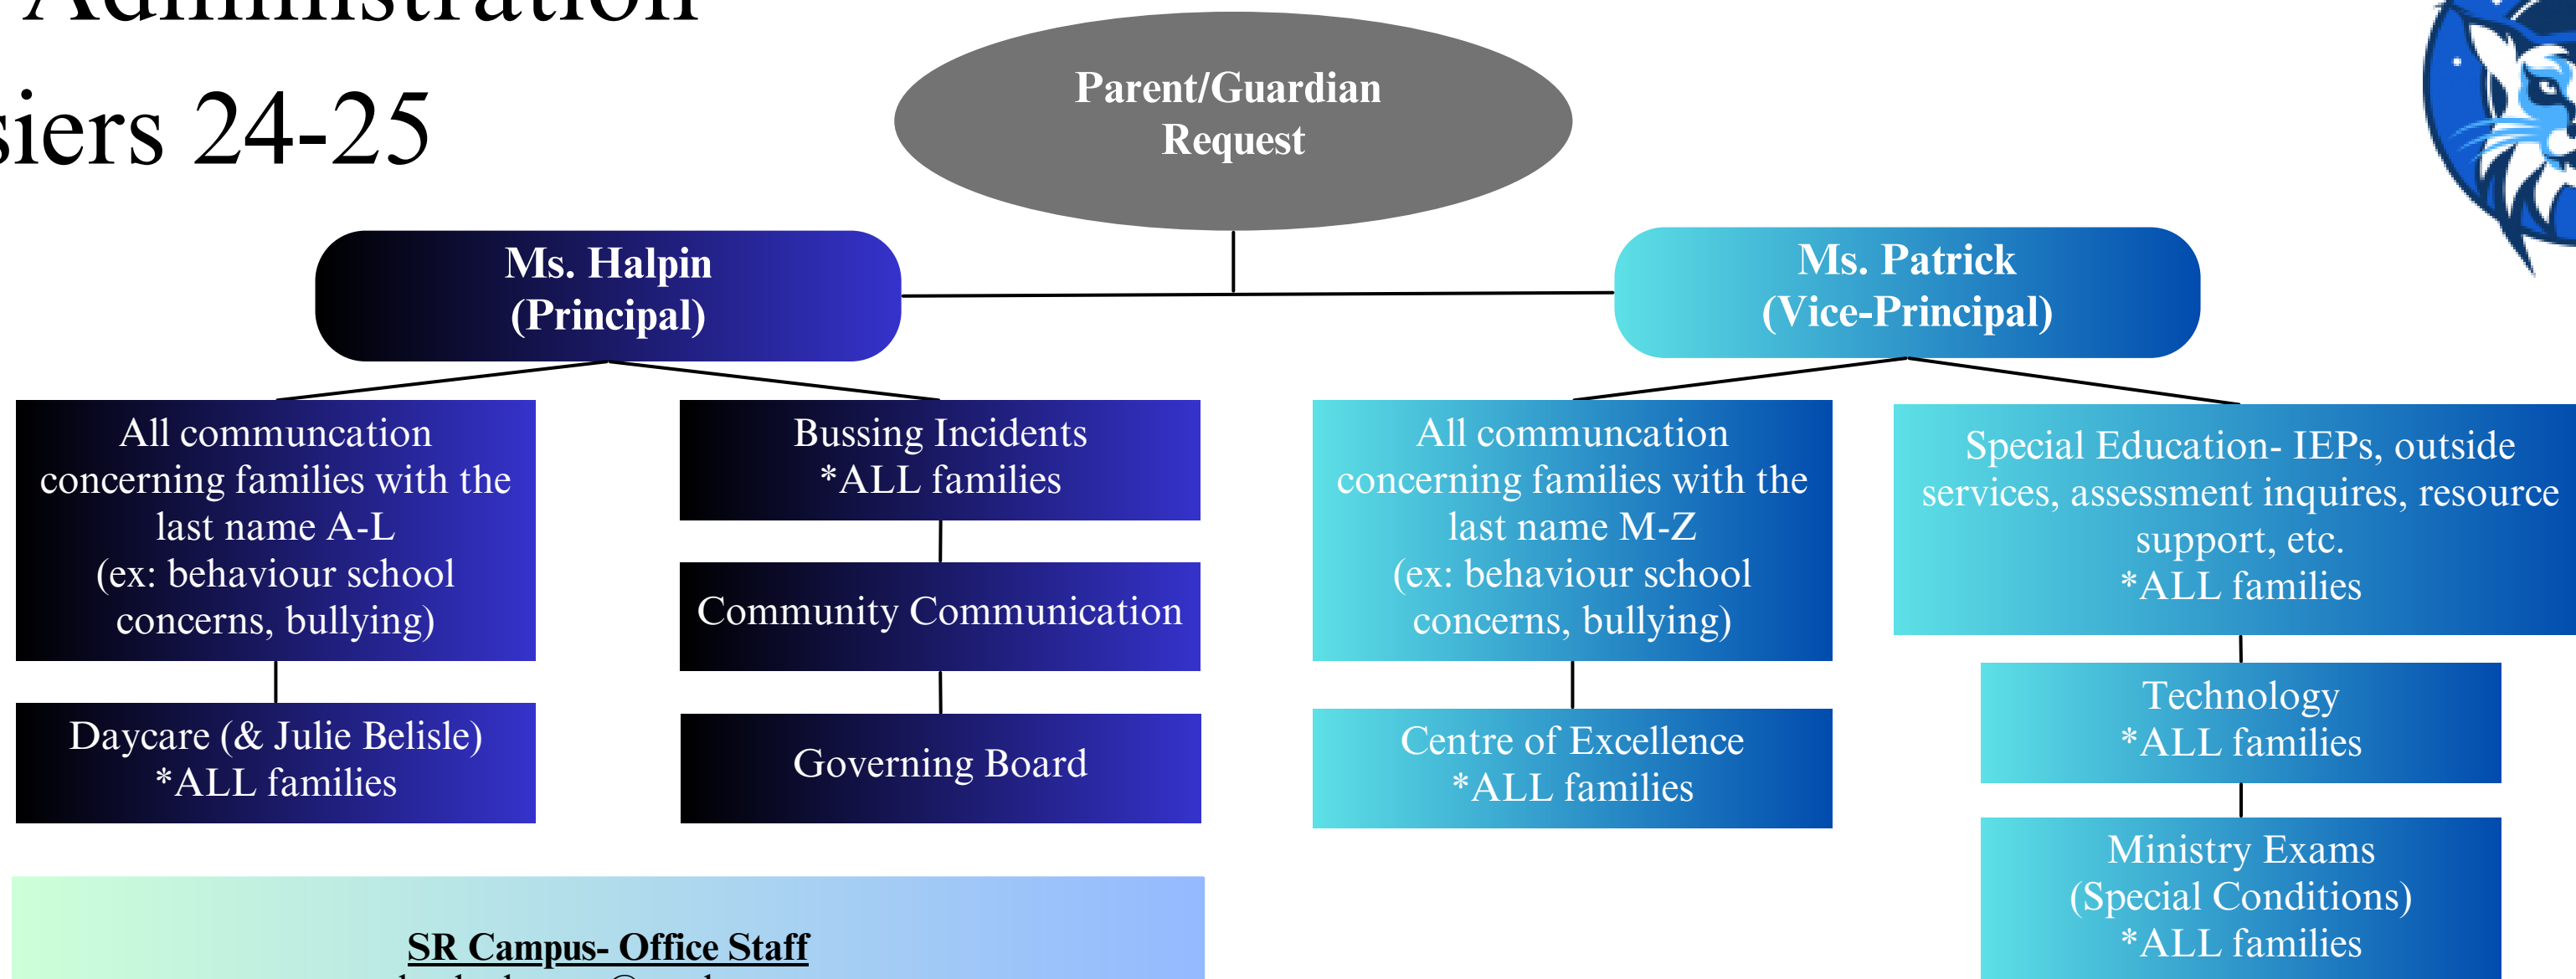 Administration
siers 24-25
Parent/Guardian
Request
Ms. Halpin
(Principal)
Ms. Patrick
(Vice-Principal)
All communcation
concerning families with the
last name A-L
(ex: behaviour school
concerns, bullying)
Daycare (& Julie Belisle)
*ALL families
Bussing Incidents
*ALL families
Community Communication
Governing Board
All communcation
concerning families with the
last name M-Z
(ex: behaviour school
concerns, bullying)
Centre of Excellence
*ALL families
Special Education- IEPs, outside
services, assessment inquires, resource
support, etc.
*ALL families
Technology
*ALL families
Ministry Exams
(Special Conditions)
*ALL families
SR Campus- Office Staff